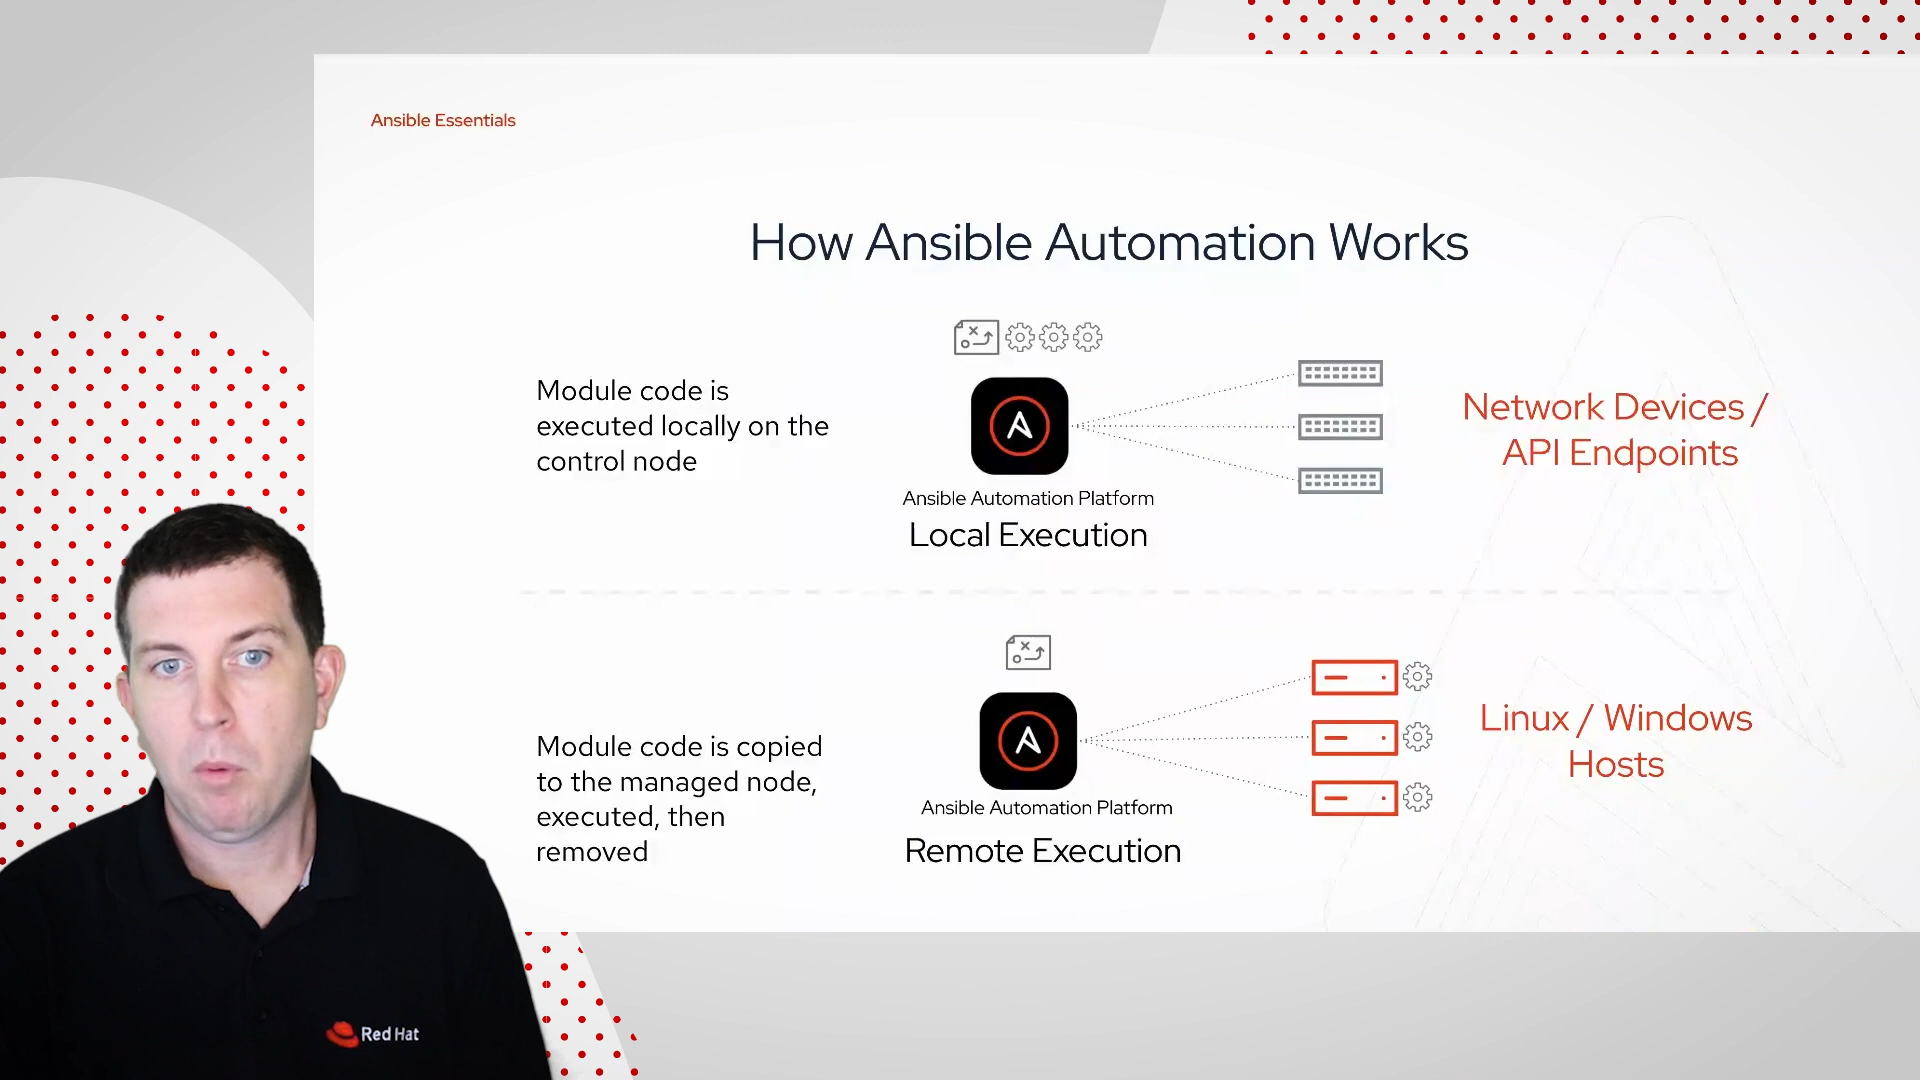 Ansible Essentials
How Ansible Automation Works
Module code is
executed locally on the
control node
Ansible Automation Platform
Local Execution
Network Devices /
API Endpoints
Module code is copied
to the managed node,
executed, then
removed
Ansible Automation Platform
Remote Execution
Linux / Windows
Hosts
Red Hat